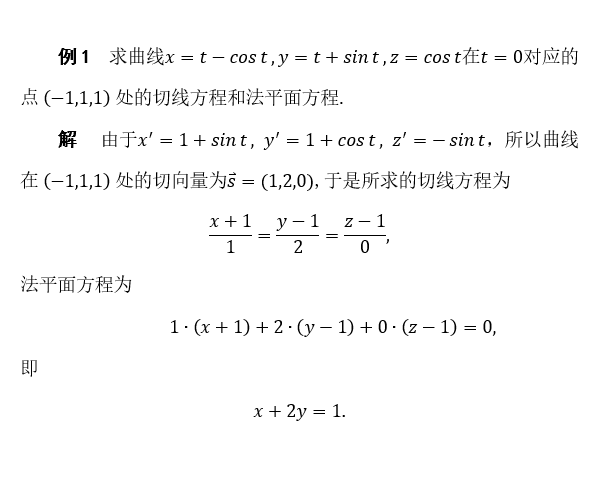 例1 求曲线x = t − cos t , y = t + sin t , z = cos t在t = 0对应的
点 (−1,1,1) 处的切线方程和法平面方程.
解 由于x′ = 1 + sin t, y′ = 1 + cos t, z′ = − sin t，所以曲线
在 (−1,1,1) 处的切向量为s⃗ = (1,2,0), 于是所求的切线方程为
(x + 1)/1 = (y − 1)/2 = (z − 1)/0,
法平面方程为
1 · (x + 1) + 2 · (y − 1) + 0 · (z − 1) = 0,
即
x + 2y = 1.